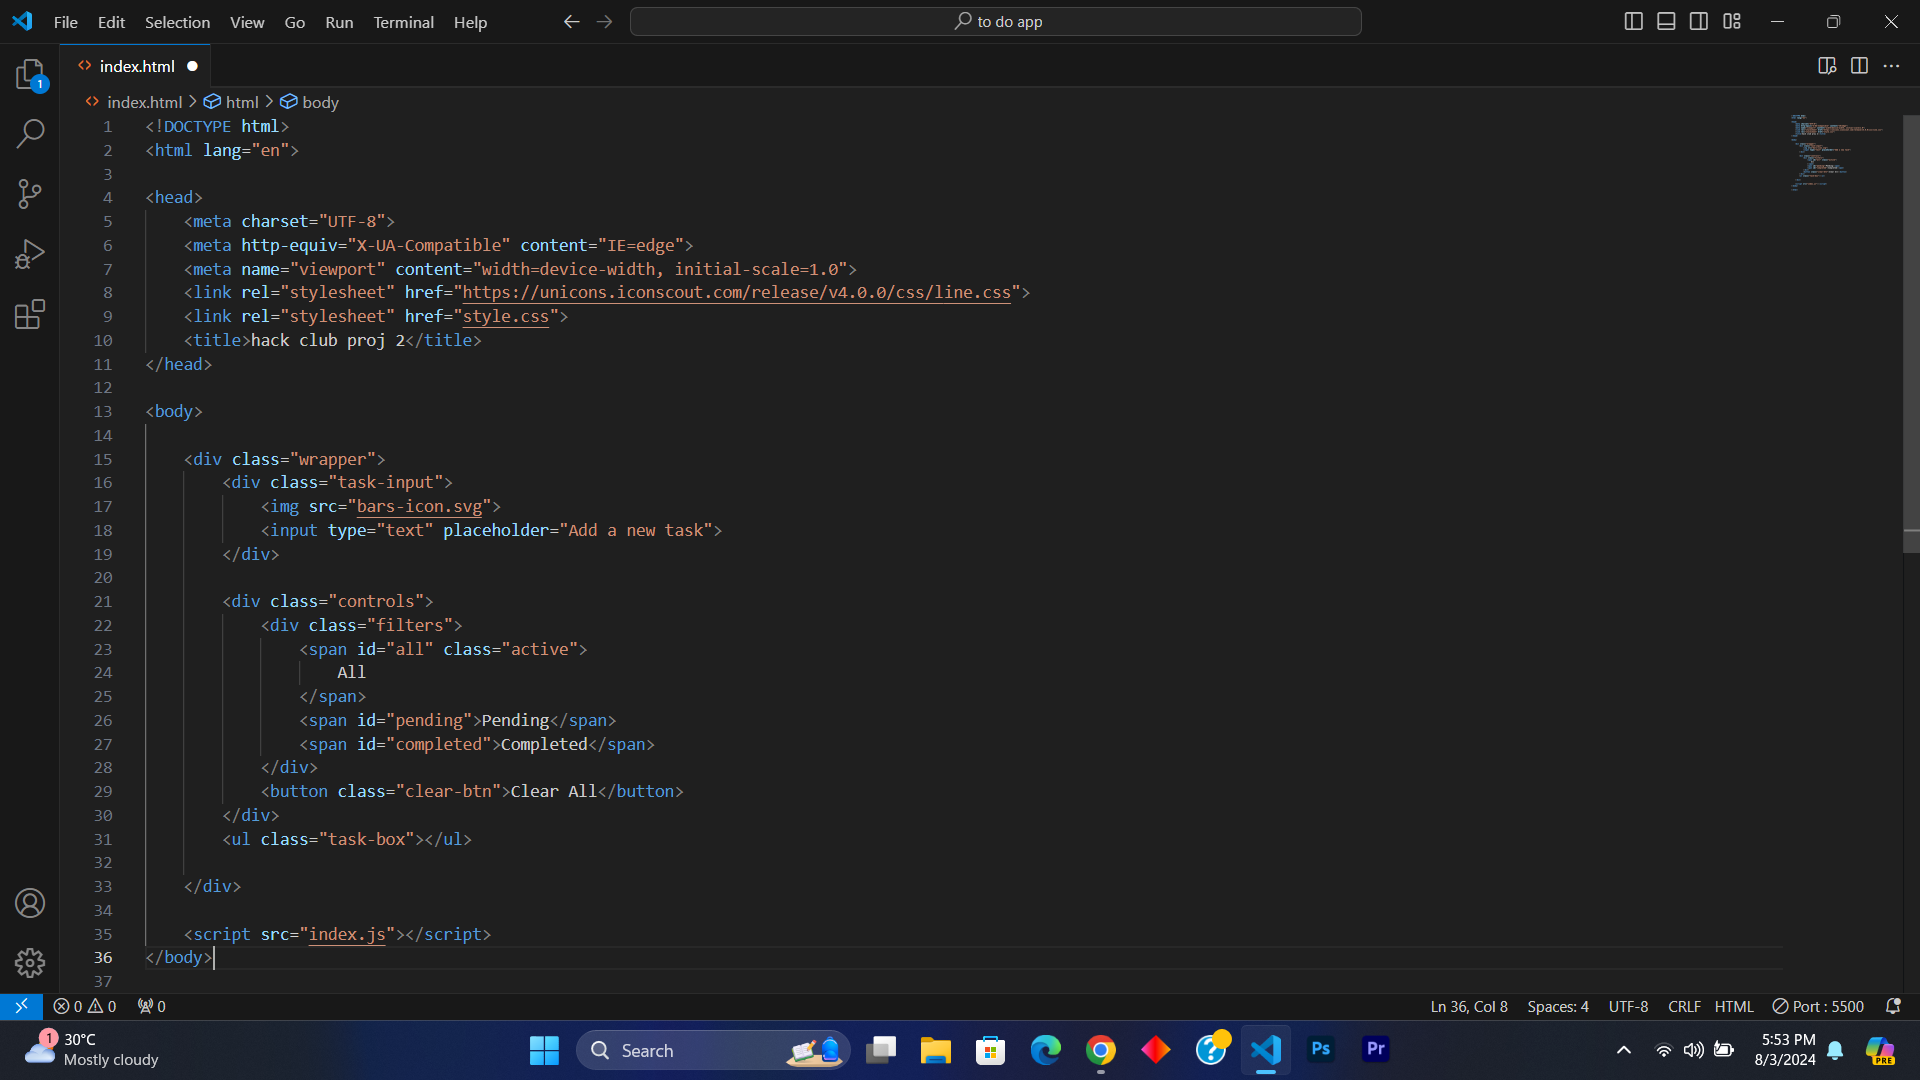 File Edit Selection View Go Run Terminal Help
to do app
index.html
1
index.html > html > body
1 <!DOCTYPE html>
2 <html lang="en">
3
4 <head>
5     <meta charset="UTF-8">
6     <meta http-equiv="X-UA-Compatible" content="IE=edge">
7     <meta name="viewport" content="width=device-width, initial-scale=1.0">
8     <link rel="stylesheet" href="https://unicons.iconscout.com/release/v4.0.0/css/line.css">
9     <link rel="stylesheet" href="style.css">
10     <title>hack club proj 2</title>
11 </head>
12
13 <body>
14
15     <div class="wrapper">
16         <div class="task-input">
17             <img src="bars-icon.svg">
18             <input type="text" placeholder="Add a new task">
19         </div>
20
21         <div class="controls">
22             <div class="filters">
23                 <span id="all" class="active">
24                     All
25                 </span>
26                 <span id="pending">Pending</span>
27                 <span id="completed">Completed</span>
28             </div>
29             <button class="clear-btn">Clear All</button>
30         </div>
31         <ul class="task-box"></ul>
32
33     </div>
34
35     <script src="index.js"></script>
36 </body>
37
0 0 0 Ln 36, Col 8 Spaces: 4 UTF-8 CRLF HTML Port : 5500
1 30°C
Mostly cloudy
Search
Ps
Pr
5:53 PM
8/3/2024
PRE